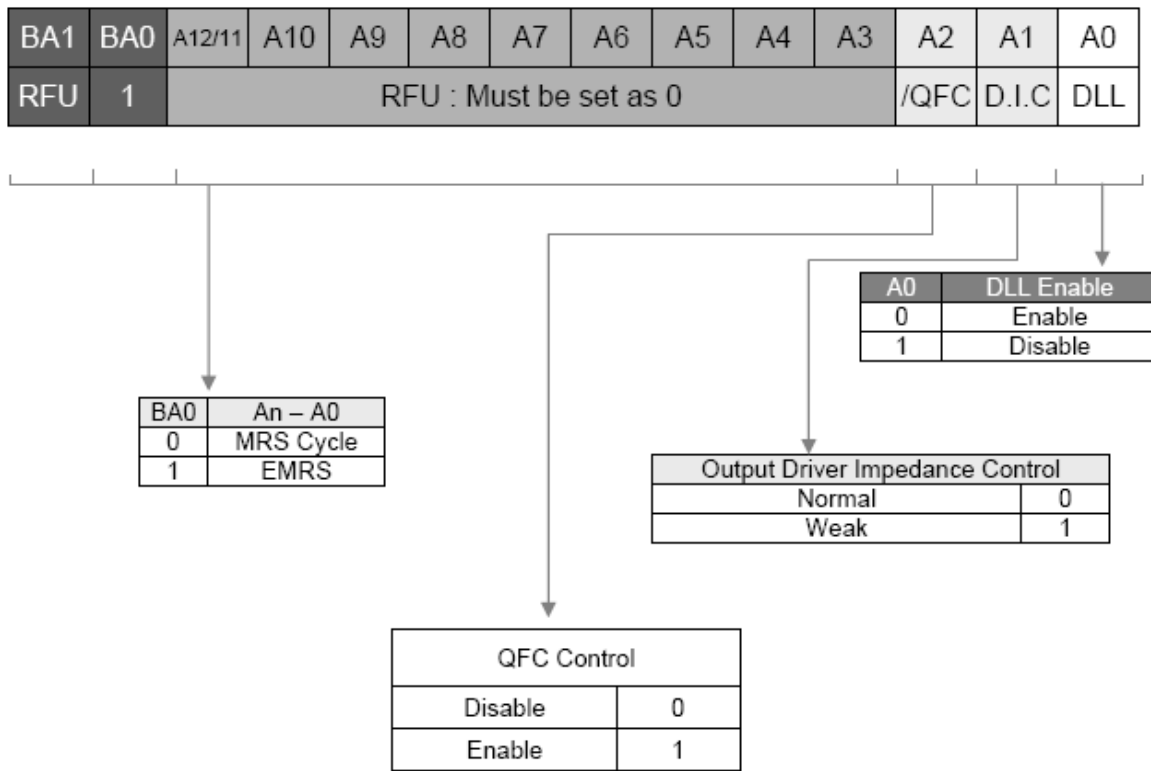 BA1 BA0 A12/11 A10 A9 A8 A7 A6 A5 A4 A3 A2 A1 A0
RFU 1 RFU : Must be set as 0 /QFC D.I.C DLL
A0 DLL Enable
0 Enable
1 Disable
BA0 An – A0
0 MRS Cycle
1 EMRS
Output Driver Impedance Control
Normal 0
Weak 1
QFC Control
Disable 0
Enable 1